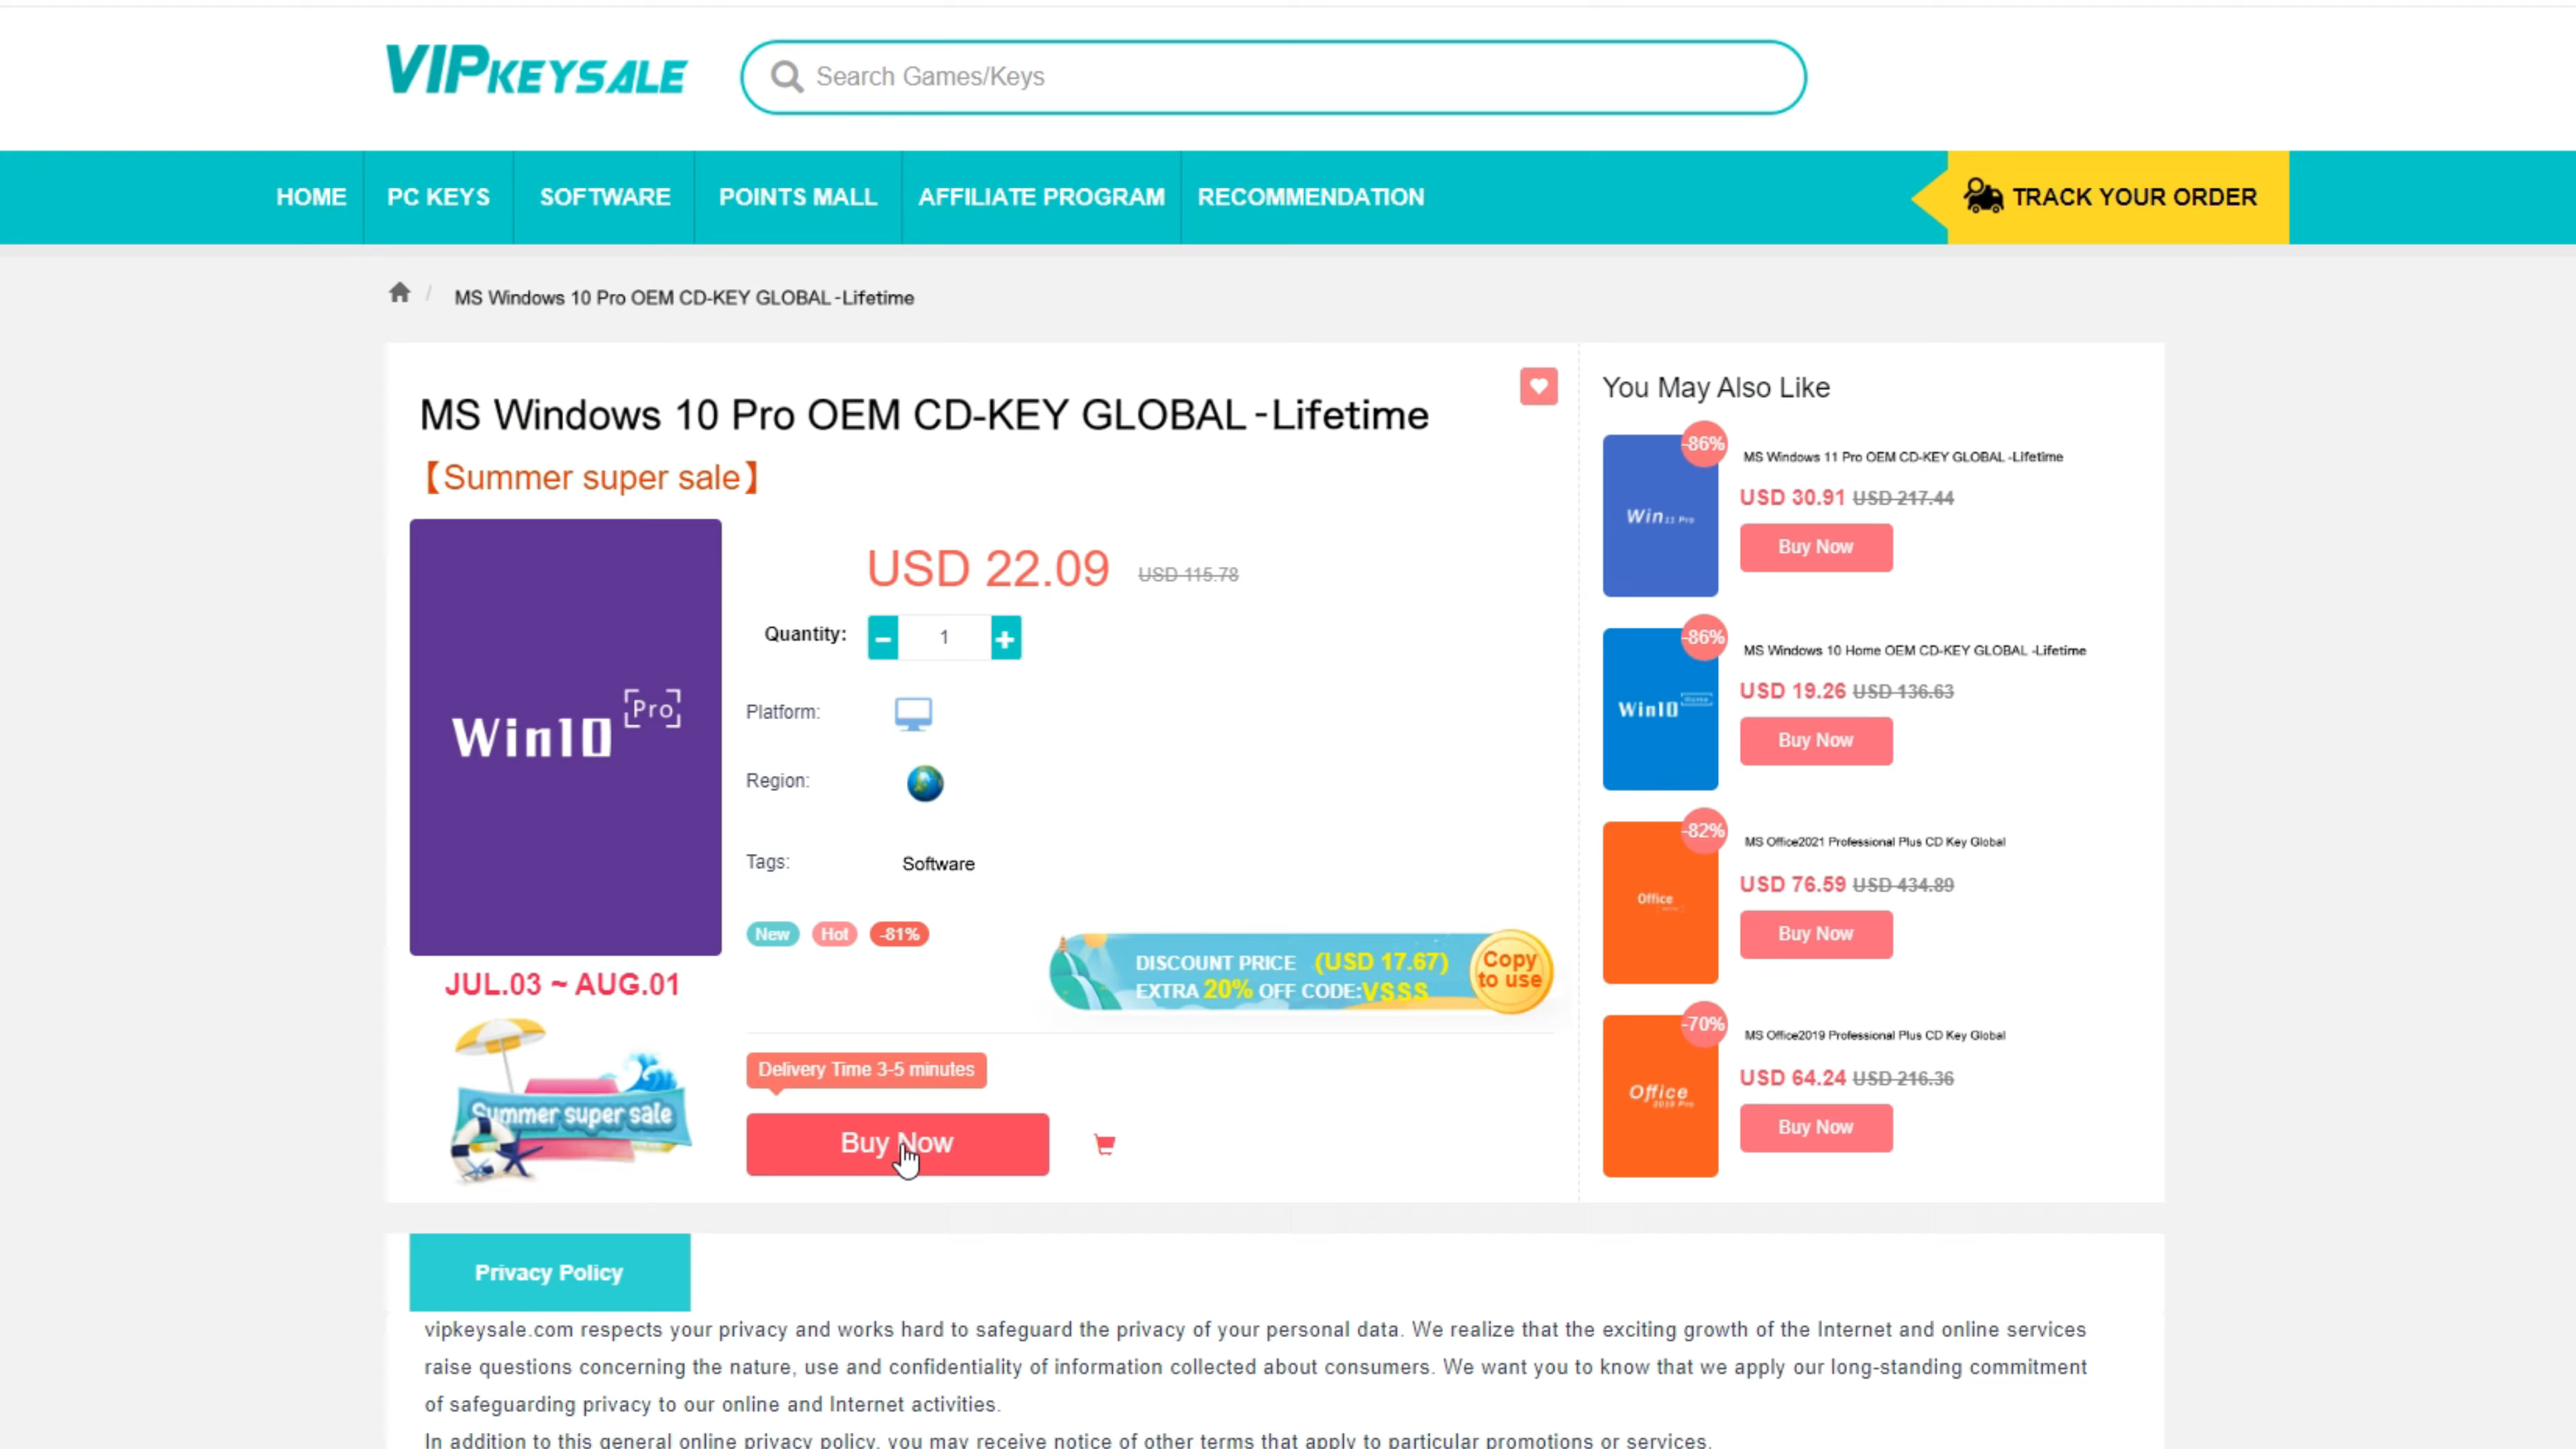 VIPKEYSALE
Search Games/Keys
HOME
PC KEYS
SOFTWARE
POINTS MALL
AFFILIATE PROGRAM
RECOMMENDATION
TRACK YOUR ORDER
/ MS Windows 10 Pro OEM CD-KEY GLOBAL -Lifetime
MS Windows 10 Pro OEM CD-KEY GLOBAL -Lifetime
【Summer super sale】
Win10 [Pro]
JUL.03 ~ AUG.01
Summer super sale
USD 22.09 USD 115.78
Quantity: - 1 +
Platform:
Region:
Tags: Software
New Hot -81%
DISCOUNT PRICE (USD 17.67)
EXTRA 20% OFF CODE:VSSS
Copy
to use
Delivery Time 3-5 minutes
Buy Now
You May Also Like
-86%
Win 11 Pro
MS Windows 11 Pro OEM CD-KEY GLOBAL -Lifetime
USD 30.91 USD 217.44
Buy Now
-86%
Win10 Home
MS Windows 10 Home OEM CD-KEY GLOBAL -Lifetime
USD 19.26 USD 136.63
Buy Now
-82%
Office
MS Office2021 Professional Plus CD Key Global
USD 76.59 USD 434.89
Buy Now
-70%
Office
2019 Pro
MS Office2019 Professional Plus CD Key Global
USD 64.24 USD 216.36
Buy Now
Privacy Policy
vipkeysale.com respects your privacy and works hard to safeguard the privacy of your personal data. We realize that the exciting growth of the Internet and online services
raise questions concerning the nature, use and confidentiality of information collected about consumers. We want you to know that we apply our long-standing commitment
of safeguarding privacy to our online and Internet activities.
In addition to this general online privacy policy, you may receive notice of other terms that apply to particular promotions or services.